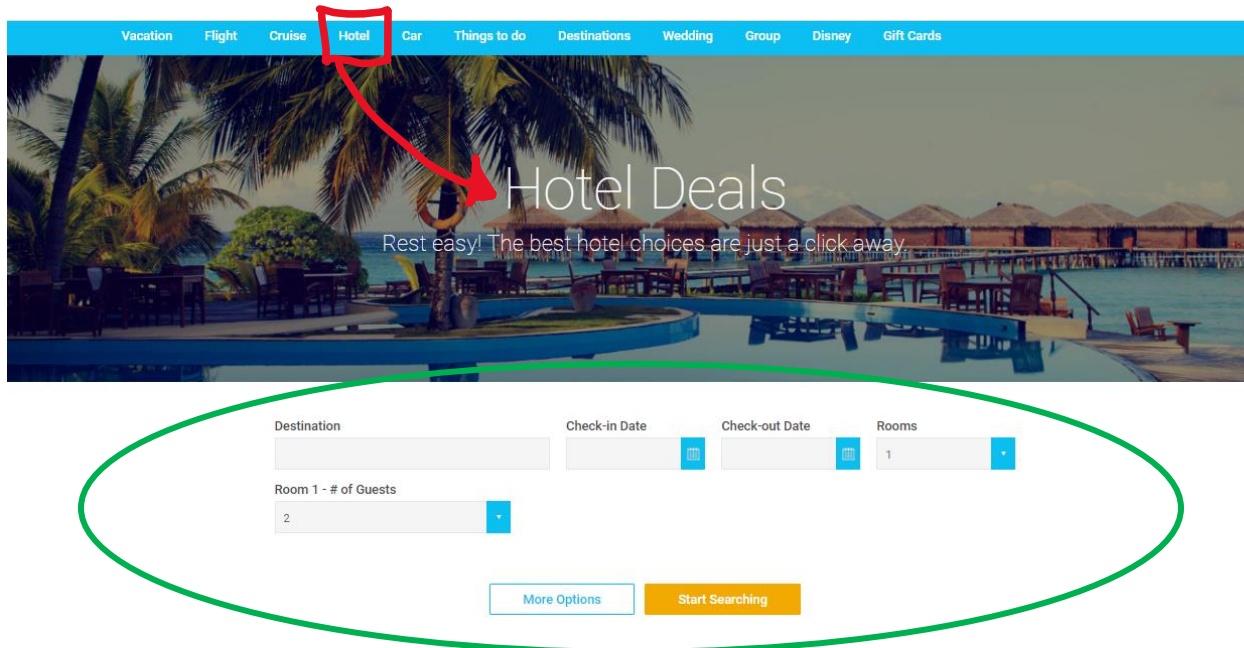 Vacation Flight Cruise Hotel Car Things to do Destinations Wedding Group Disney Gift Cards
Hotel Deals
Rest easy! The best hotel choices are just a click away.
Destination Check-in Date Check-out Date Rooms
1
Room 1 - # of Guests
2
More Options Start Searching